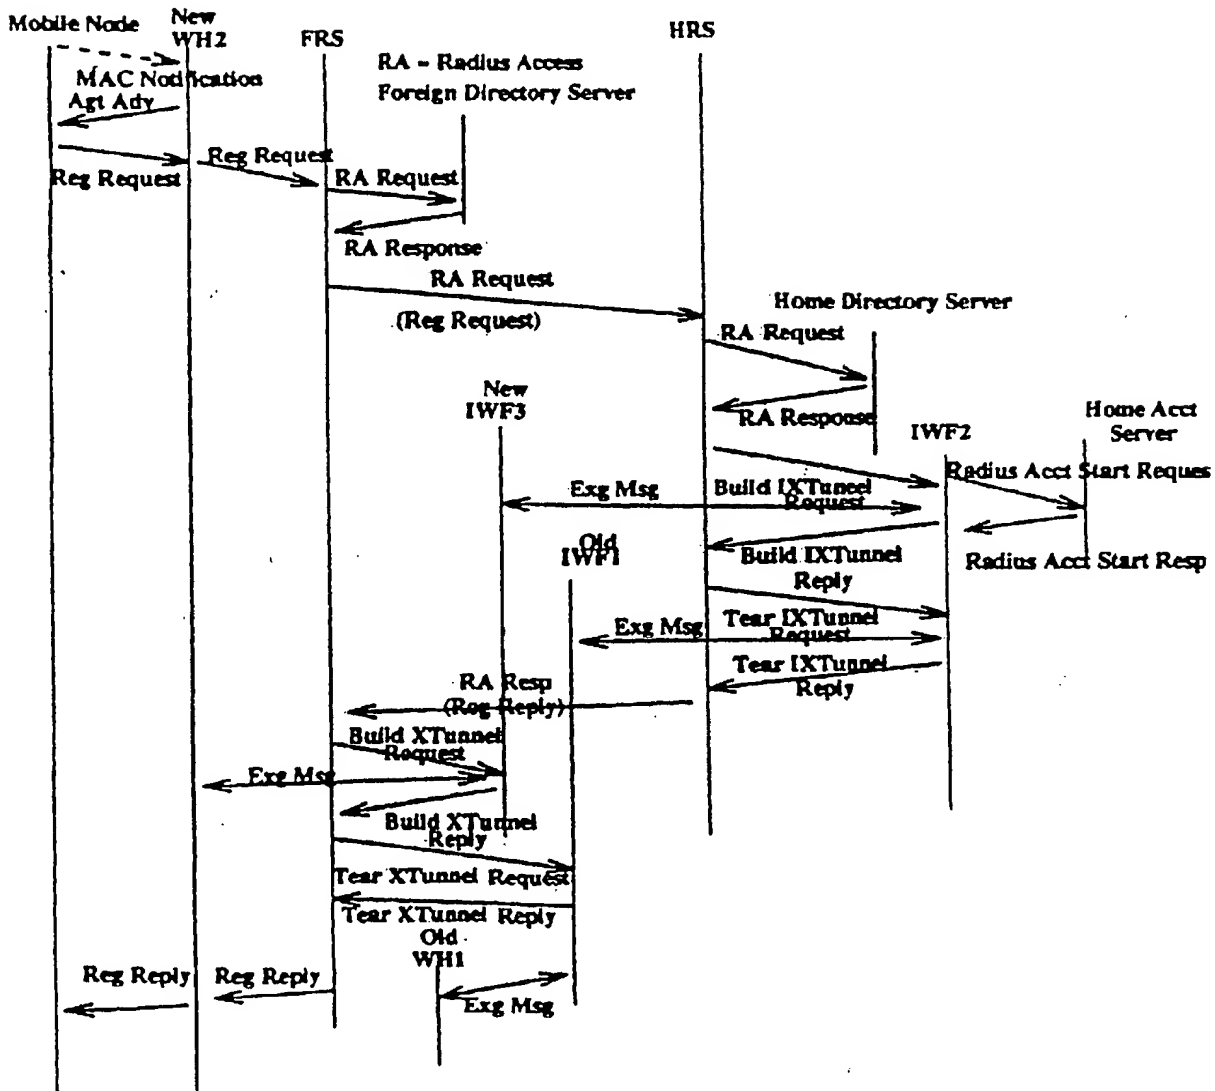 Mobile Node
New
WH2
FRS
HRS
RA - Radius Access
Foreign Directory Server
MAC Notification
Agt Adv
Reg Request
Reg Request
RA Request
RA Response
RA Request
(Reg Request)
Home Directory Server
RA Request
RA Response
New
IWF3
IWF2
Home Acct
Server
Radius Acct Start Reques
Exg Msg
Build IXTunnel
Request
Old
IWF1
Build IXTunnel
Reply
Radius Acct Start Resp
Exg Msg
Tear IXTunnel
Request
Tear IXTunnel
Reply
RA Resp
(Reg Reply)
Build XTunnel
Request
Exg Msg
Build XTunnel
Reply
Tear XTunnel Request
Tear XTunnel Reply
Old
WH1
Reg Reply
Reg Reply
Exg Msg